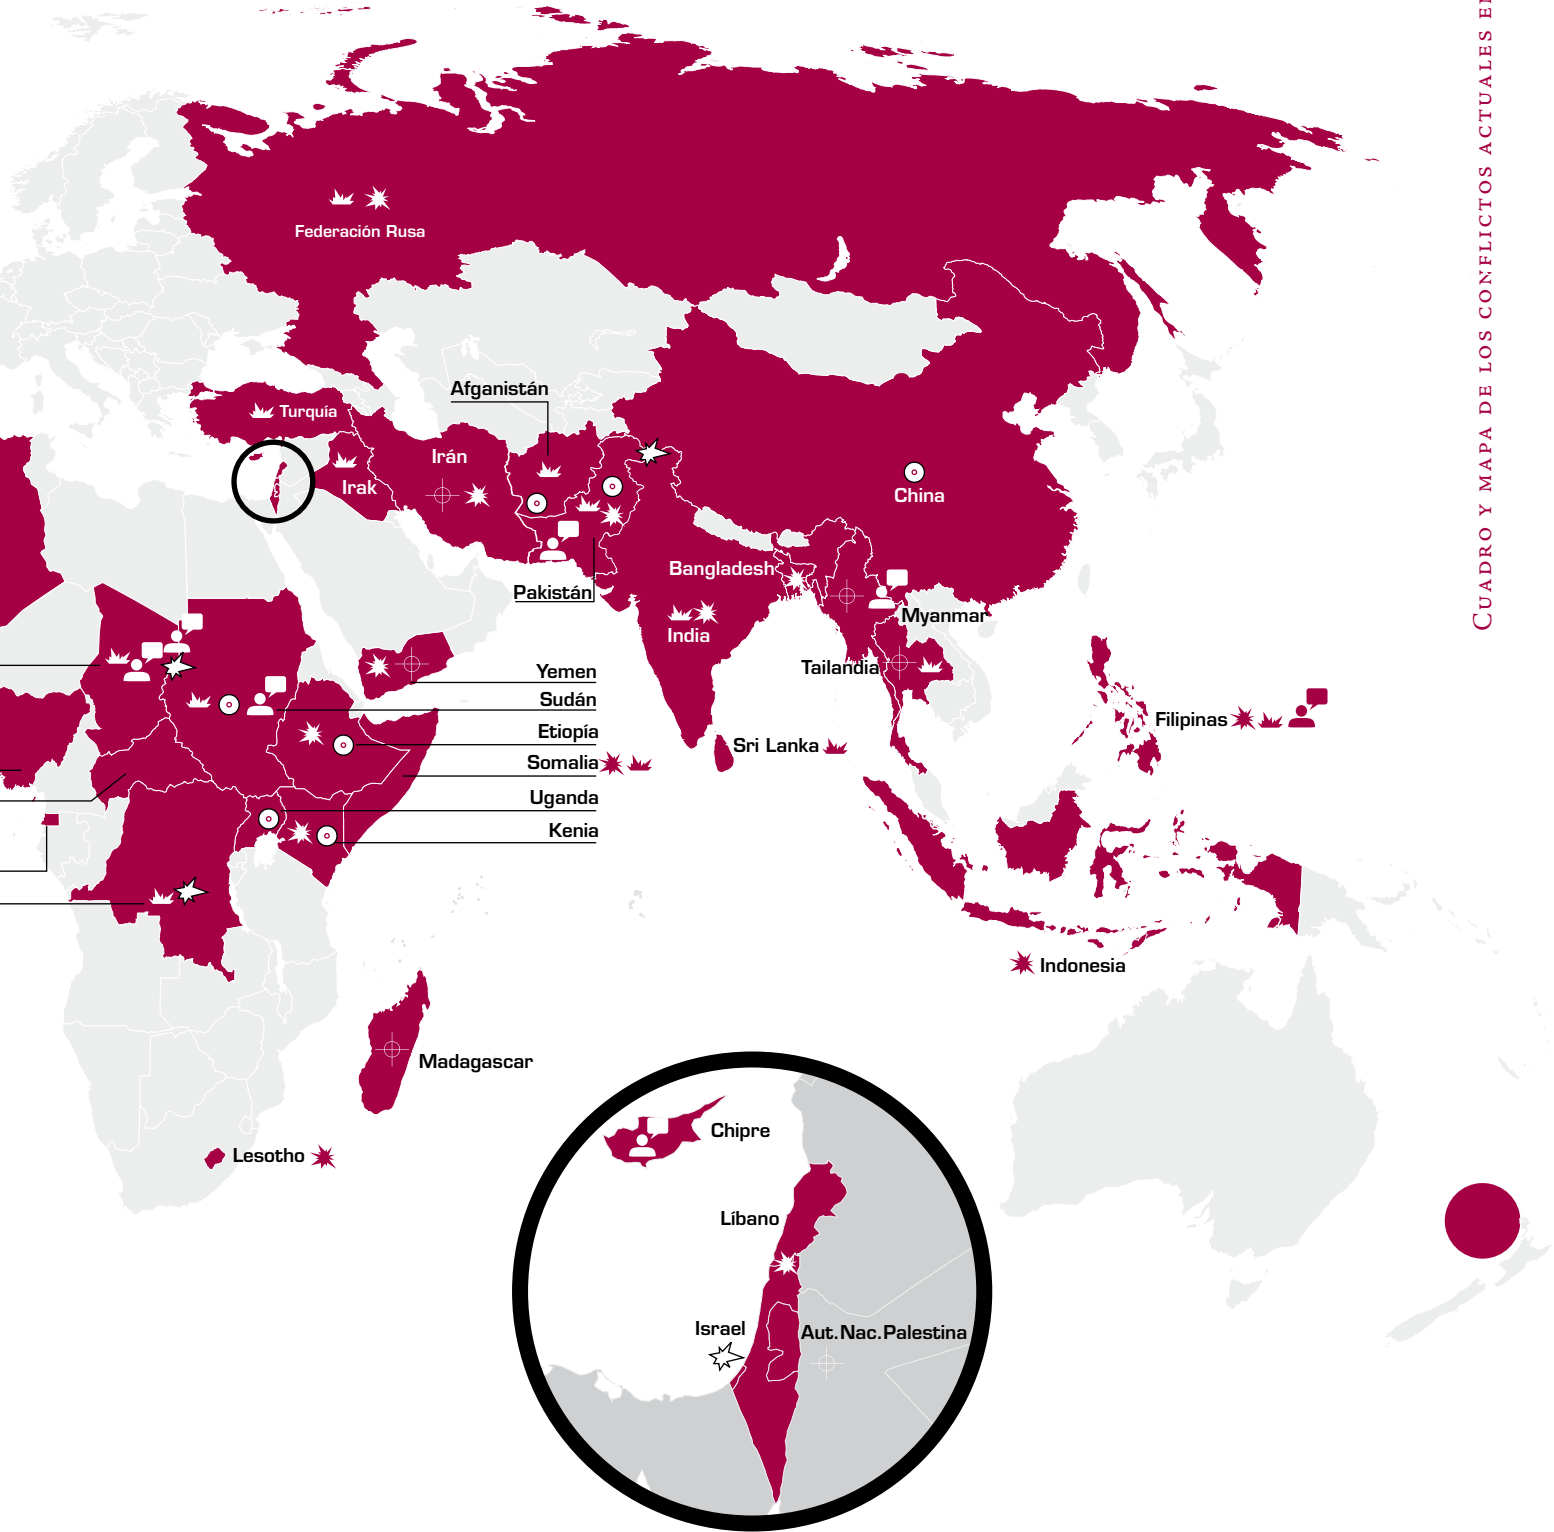 Federación Rusa
Afganistán
Turquía
Irán
Irak
China
Bangladesh
Pakistán
Myanmar
India
Tailandia
Yemen
Sudán
Etiopía
Somalia
Uganda
Kenia
Filipinas
Sri Lanka
Indonesia
Madagascar
Lesotho
Chipre
Líbano
Israel
Aut.Nac.Palestina
CUADRO Y MAPA DE LOS CONFLICTOS ACTUALES